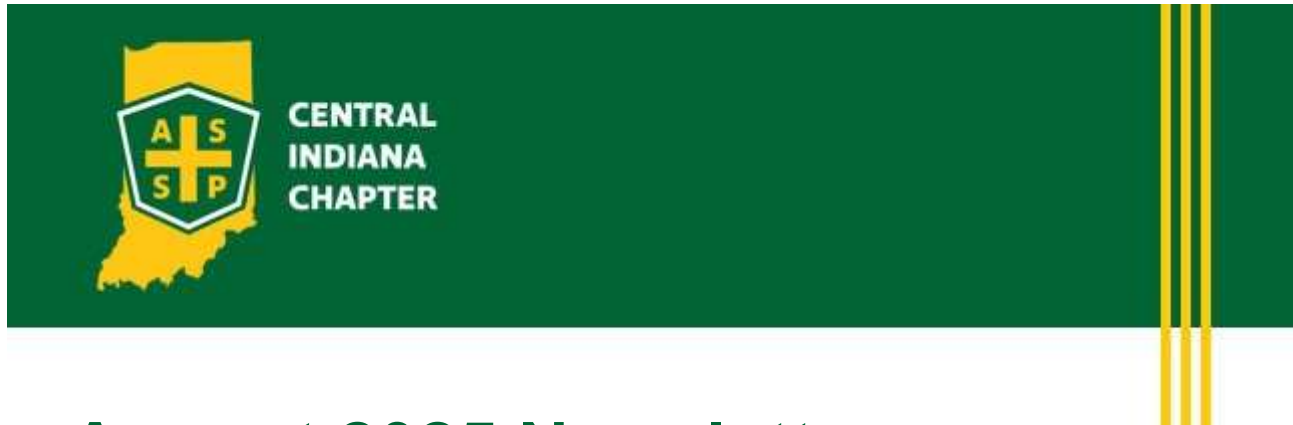 A S
S P
CENTRAL
INDIANA
CHAPTER